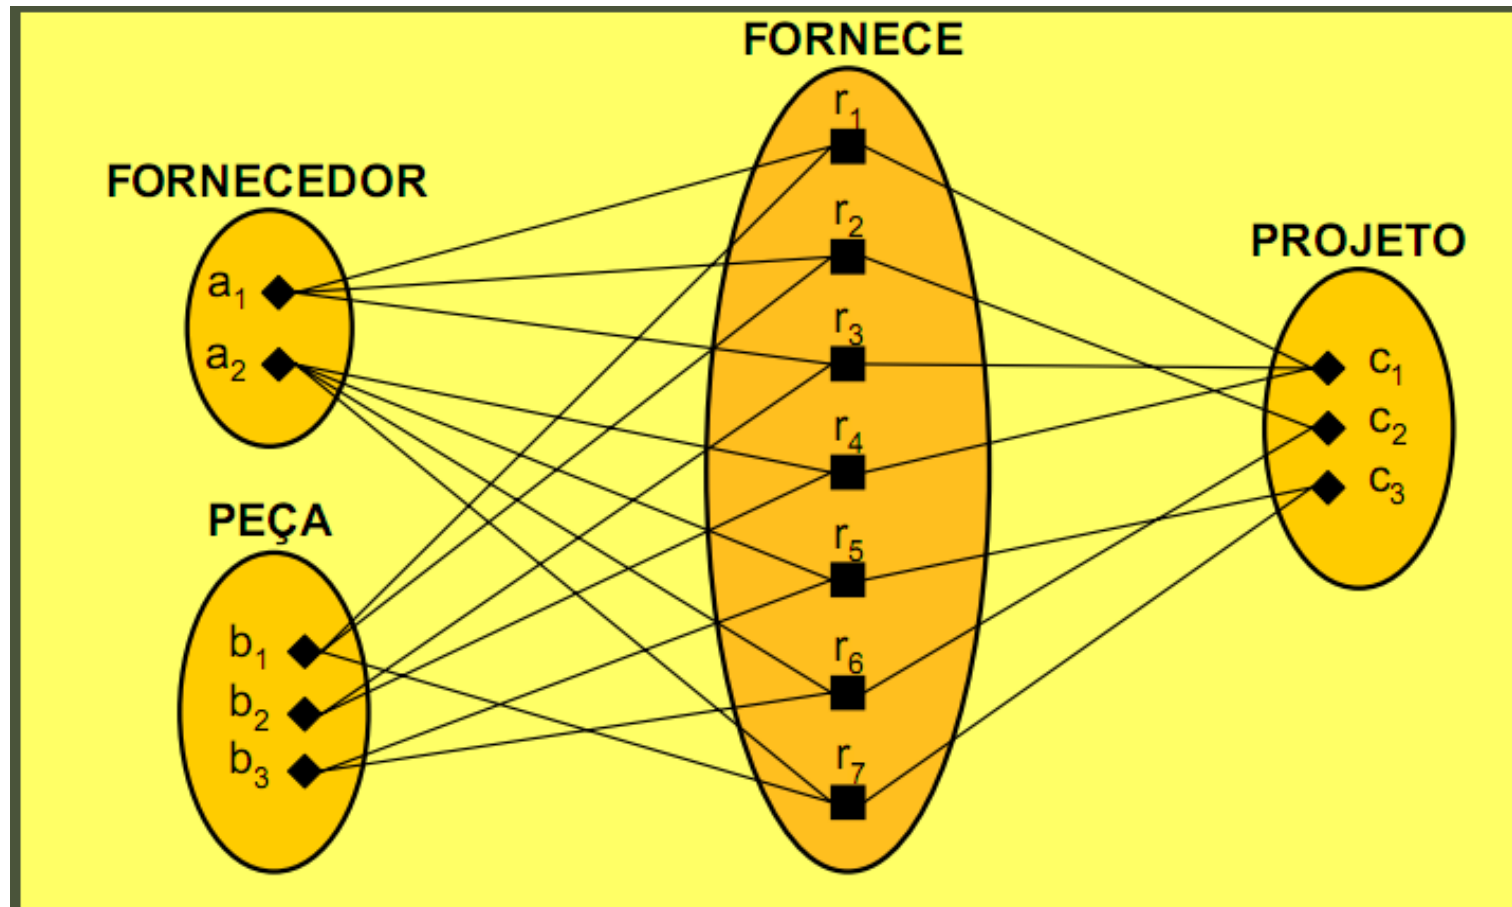 FORNECE
r1
FORNECEDOR
r2
PROJETO
a1
r3
a2
c1
c2
r4
c3
PEÇA
r5
b1
r6
b2
b3
r7